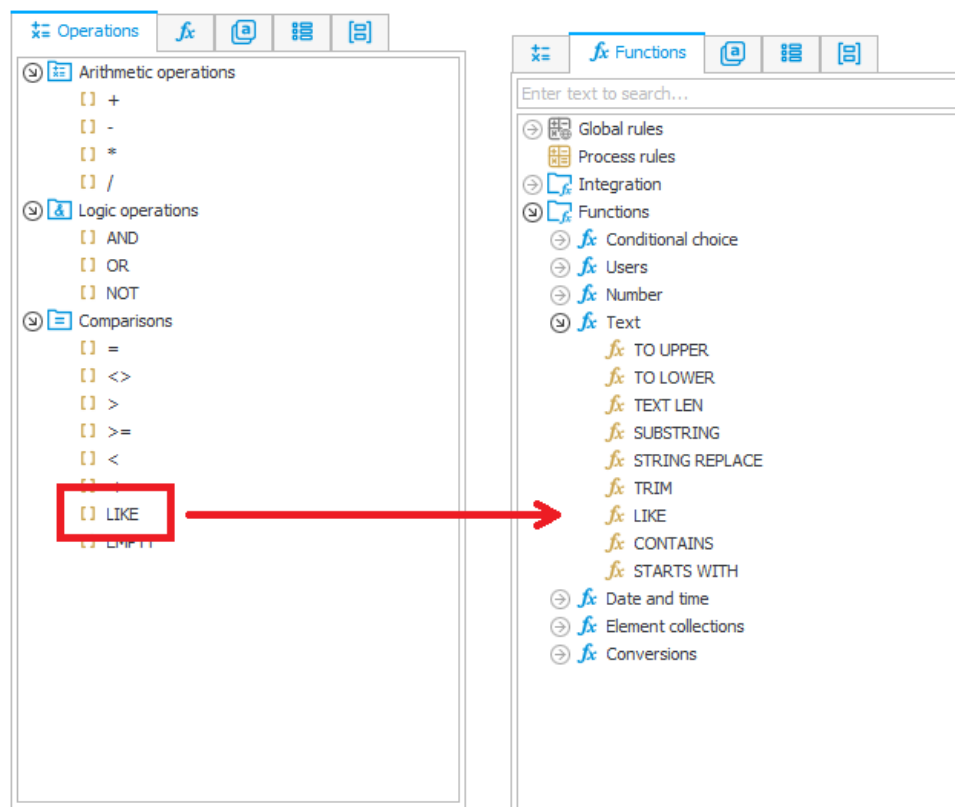 Operations
Arithmetic operations
+
-
*
/
Logic operations
AND
OR
NOT
Comparisons
=
<>
>
>=
<
LIKE
EMPTY
Functions
Enter text to search...
Global rules
Process rules
Integration
Functions
Conditional choice
Users
Number
Text
TO UPPER
TO LOWER
TEXT LEN
SUBSTRING
STRING REPLACE
TRIM
LIKE
CONTAINS
STARTS WITH
Date and time
Element collections
Conversions